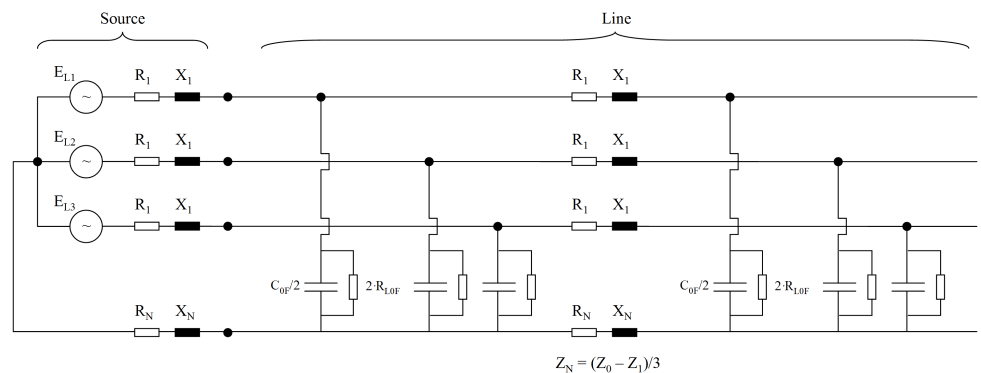 Source Line
E_L1 R_1 X_1 R_1 X_1
~
E_L2 R_1 X_1 R_1 X_1
~
E_L3 R_1 X_1 R_1 X_1
~
C_0F/2 2·R_L0F C_0F/2 2·R_L0F
R_N X_N R_N X_N
Z_N = (Z_0 – Z_1)/3